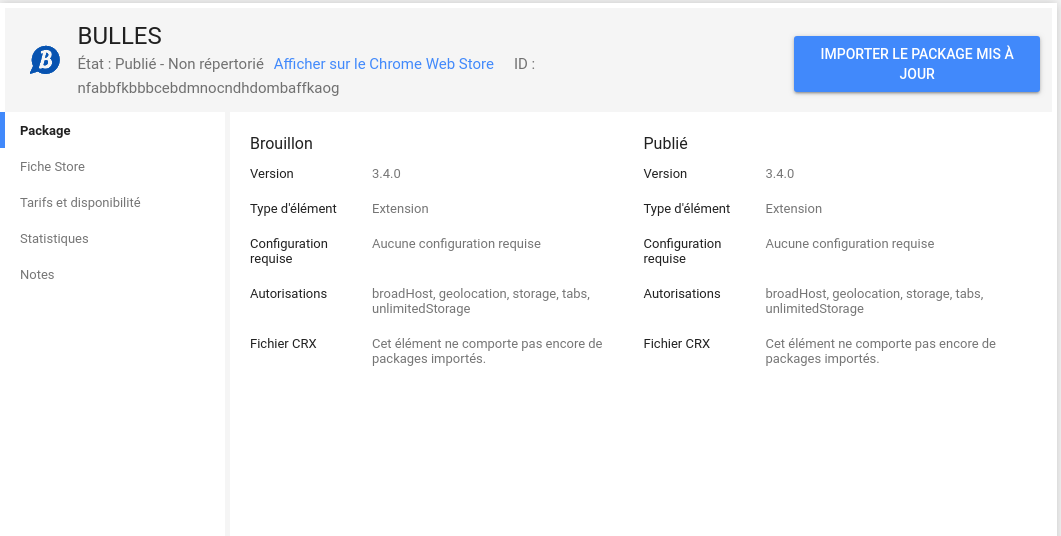 BULLES
État : Publié - Non répertorié Afficher sur le Chrome Web Store ID :
nfabbfkbbbcebdmnocndhdombaffkaog
IMPORTER LE PACKAGE MIS À
JOUR
Package
Fiche Store
Tarifs et disponibilité
Statistiques
Notes
Brouillon
Version 3.4.0
Type d'élément Extension
Configuration Aucune configuration requise
requise
Autorisations broadHost, geolocation, storage, tabs,
unlimitedStorage
Fichier CRX Cet élément ne comporte pas encore de
packages importés.
Publié
Version 3.4.0
Type d'élément Extension
Configuration Aucune configuration requise
requise
Autorisations broadHost, geolocation, storage, tabs,
unlimitedStorage
Fichier CRX Cet élément ne comporte pas encore de
packages importés.